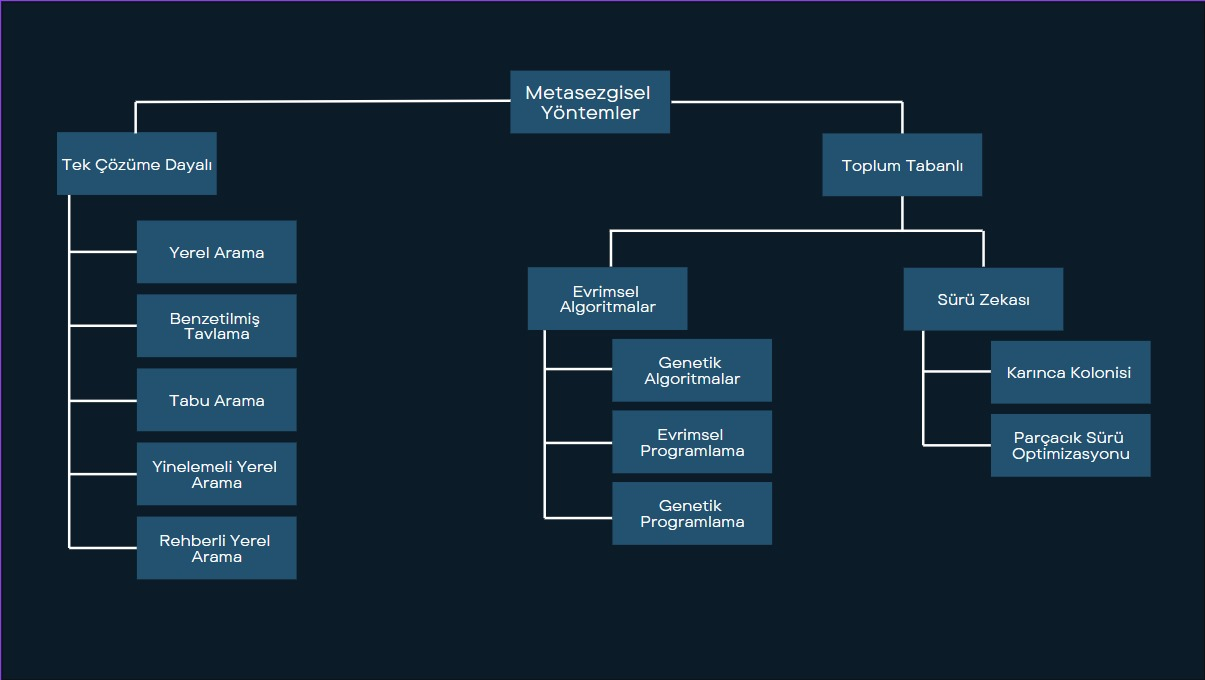 Metasezgisel
Yöntemler
Tek Çözüme Dayalı
Toplum Tabanlı
Yerel Arama
Benzetilmiş
Tavlama
Tabu Arama
Yinelemeli Yerel
Arama
Rehberli Yerel
Arama
Evrimsel
Algoritmalar
Genetik
Algoritmalar
Evrimsel
Programlama
Genetik
Programlama
Sürü Zekası
Karınca Kolonisi
Parçacık Sürü
Optimizasyonu